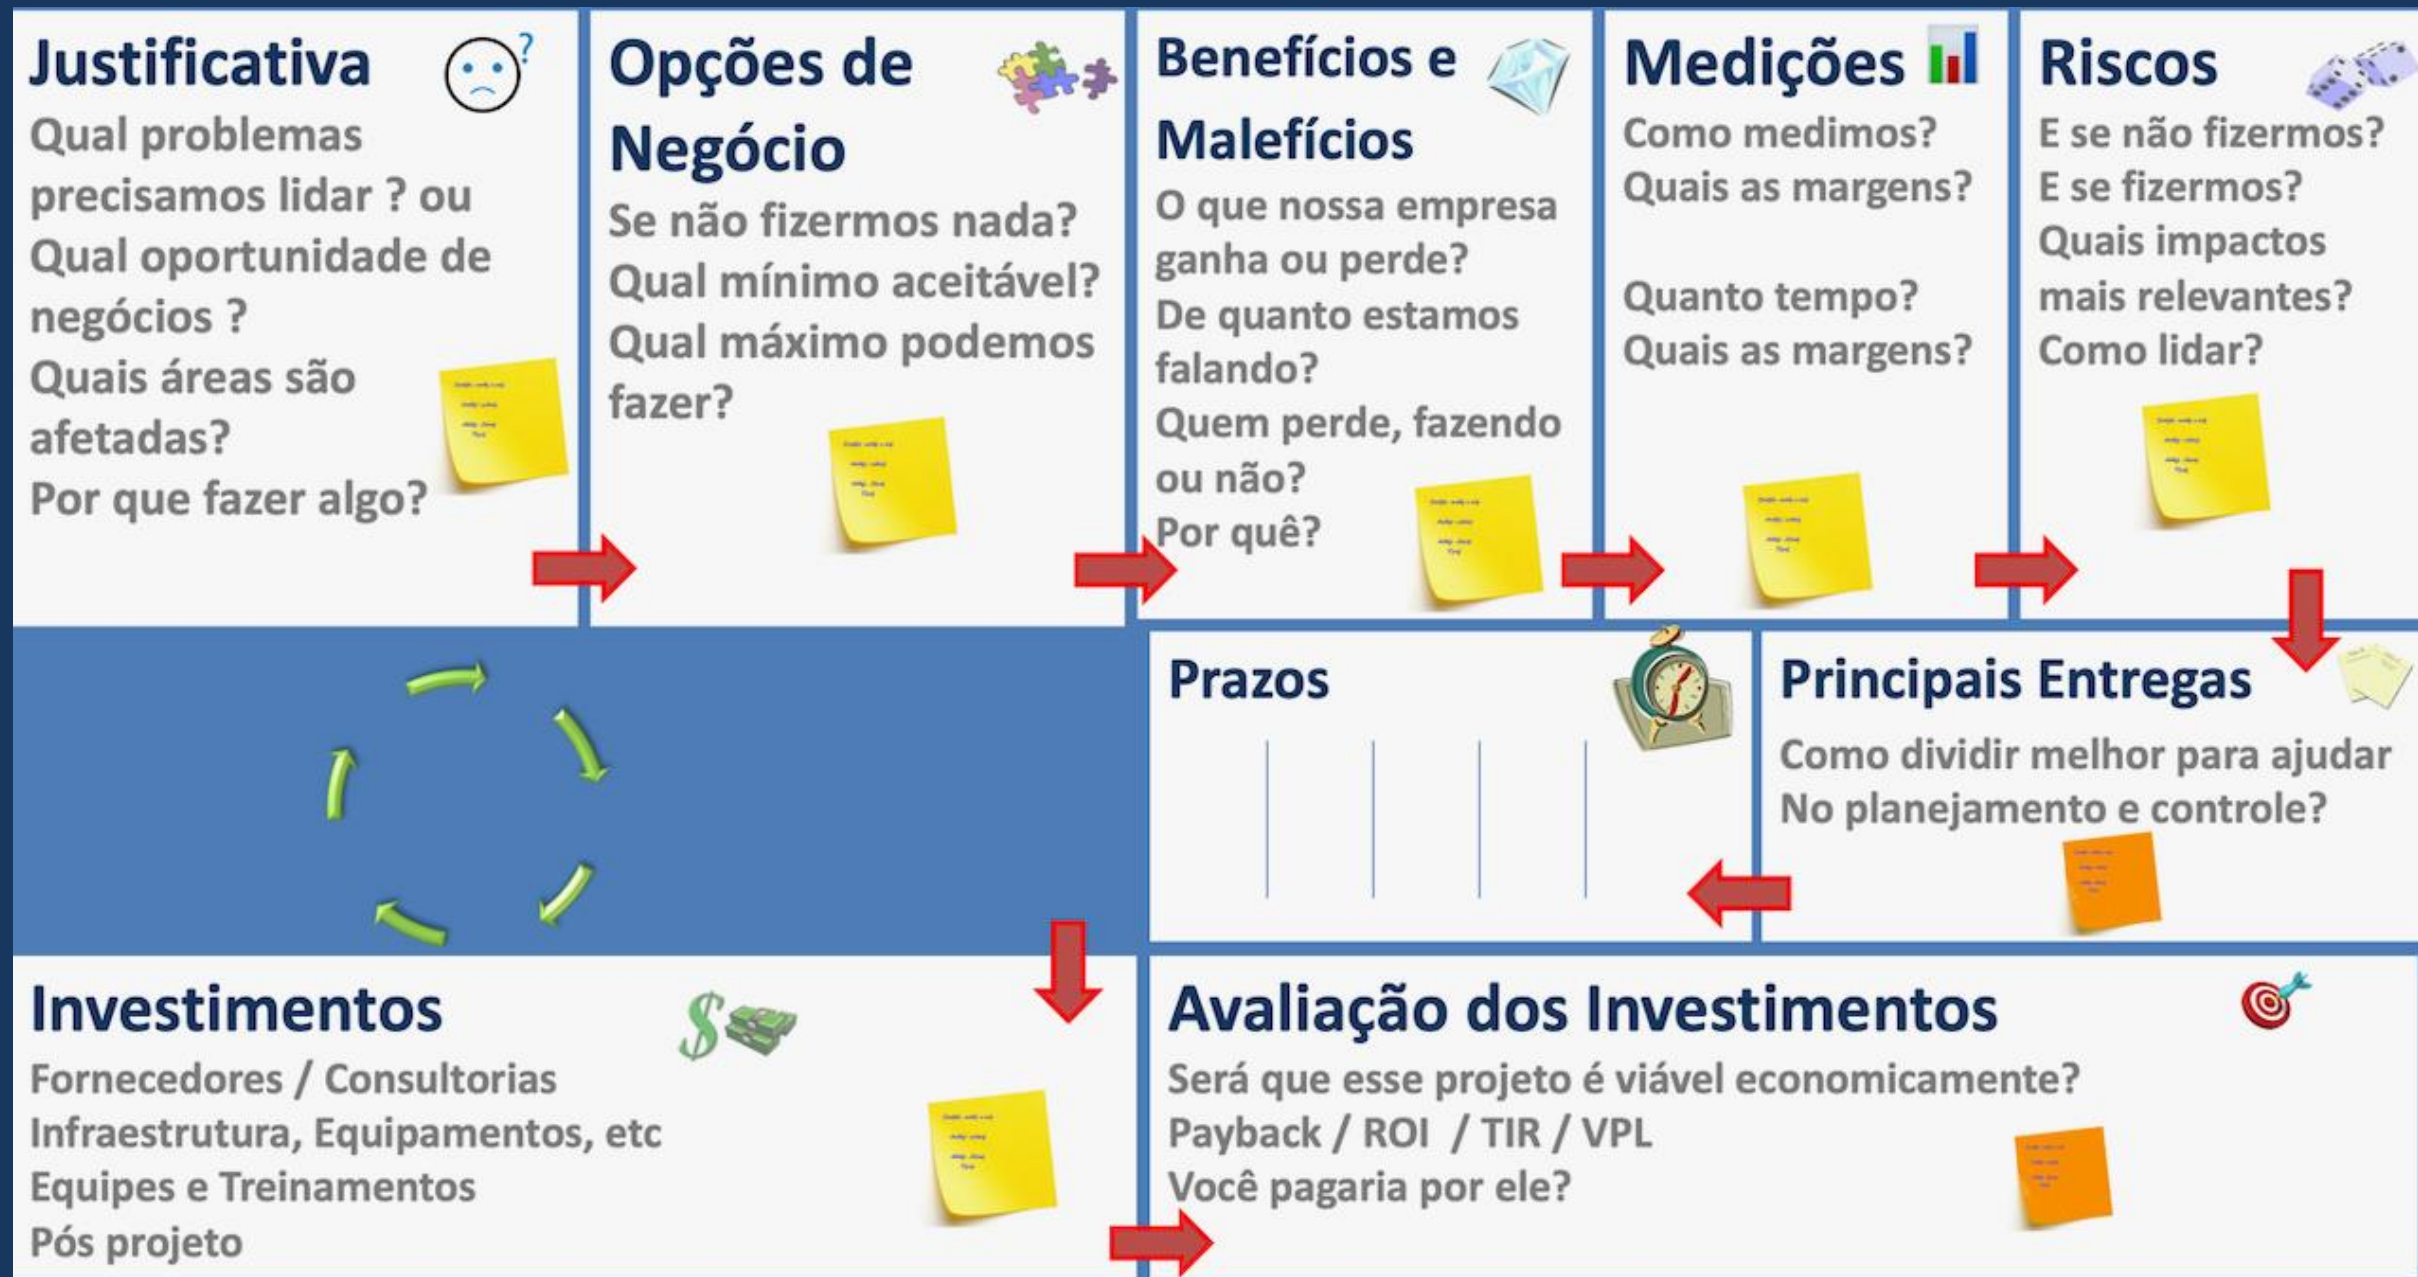 Justificativa
?
Qual problemas
precisamos lidar ? ou
Qual oportunidade de
negócios ?
Quais áreas são
afetadas?
Por que fazer algo?
Opções de
Negócio
Se não fizermos nada?
Qual mínimo aceitável?
Qual máximo podemos
fazer?
Benefícios e
Malefícios
O que nossa empresa
ganha ou perde?
De quanto estamos
falando?
Quem perde, fazendo
ou não?
Por quê?
Medições
Como medimos?
Quais as margens?
Quanto tempo?
Quais as margens?
Riscos
E se não fizermos?
E se fizermos?
Quais impactos
mais relevantes?
Como lidar?
Principais Entregas
Como dividir melhor para ajudar
No planejamento e controle?
Prazos
Investimentos
$
Fornecedores / Consultorias
Infraestrutura, Equipamentos, etc
Equipes e Treinamentos
Pós projeto
Avaliação dos Investimentos
Será que esse projeto é viável economicamente?
Payback / ROI / TIR / VPL
Você pagaria por ele?